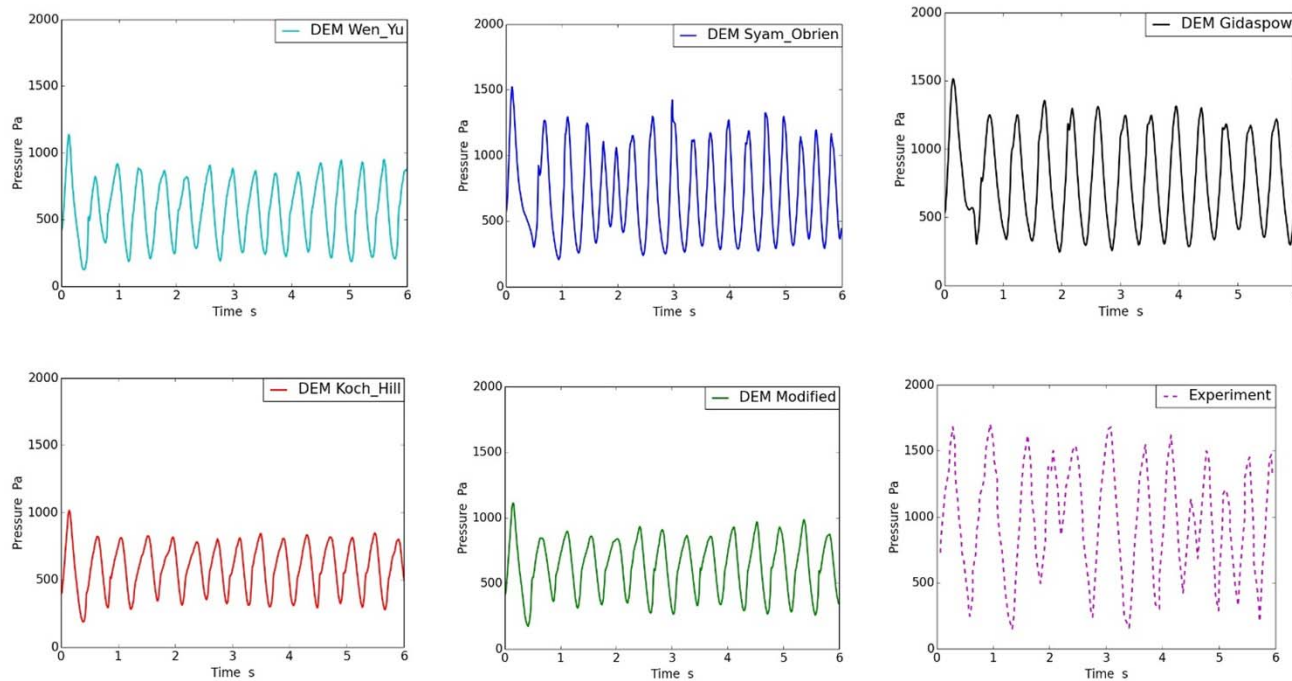 DEM Wen_Yu
2000
1500
1000
500
0
Pressure Pa
0 1 2 3 4 5 6
Time s
DEM Syam_Obrien
2000
1500
1000
500
0
Pressure Pa
0 1 2 3 4 5 6
Time s
DEM Gidaspow
2000
1500
1000
500
0
Pressure Pa
0 1 2 3 4 5
Time s
DEM Koch_Hill
2000
1500
1000
500
0
Pressure Pa
0 1 2 3 4 5 6
Time s
DEM Modified
2000
1500
1000
500
0
Pressure Pa
0 1 2 3 4 5 6
Time s
Experiment
2000
1500
1000
500
0
Pressure Pa
0 1 2 3 4 5 6
Time s